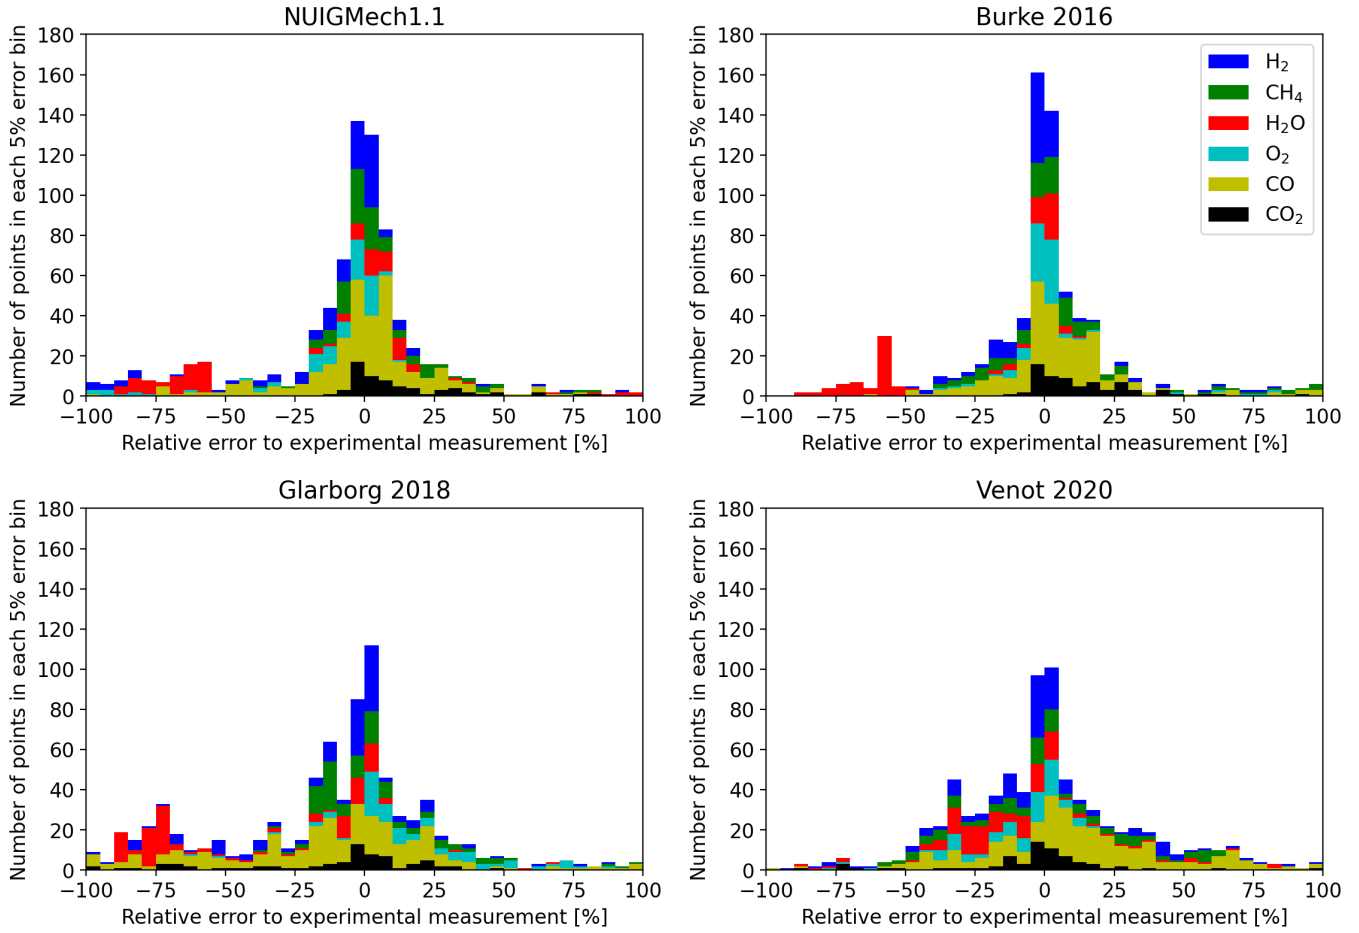 NUIGMech1.1
Number of points in each 5% error bin
180
160
140
120
100
80
60
40
20
0
−100 −75 −50 −25 0 25 50 75 100
Relative error to experimental measurement [%]
Burke 2016
Number of points in each 5% error bin
180
160
140
120
100
80
60
40
20
0
H₂
CH₄
H₂O
O₂
CO
CO₂
−100 −75 −50 −25 0 25 50 75 100
Relative error to experimental measurement [%]
Glarborg 2018
Number of points in each 5% error bin
180
160
140
120
100
80
60
40
20
0
−100 −75 −50 −25 0 25 50 75 100
Relative error to experimental measurement [%]
Venot 2020
Number of points in each 5% error bin
180
160
140
120
100
80
60
40
20
0
−100 −75 −50 −25 0 25 50 75 100
Relative error to experimental measurement [%]